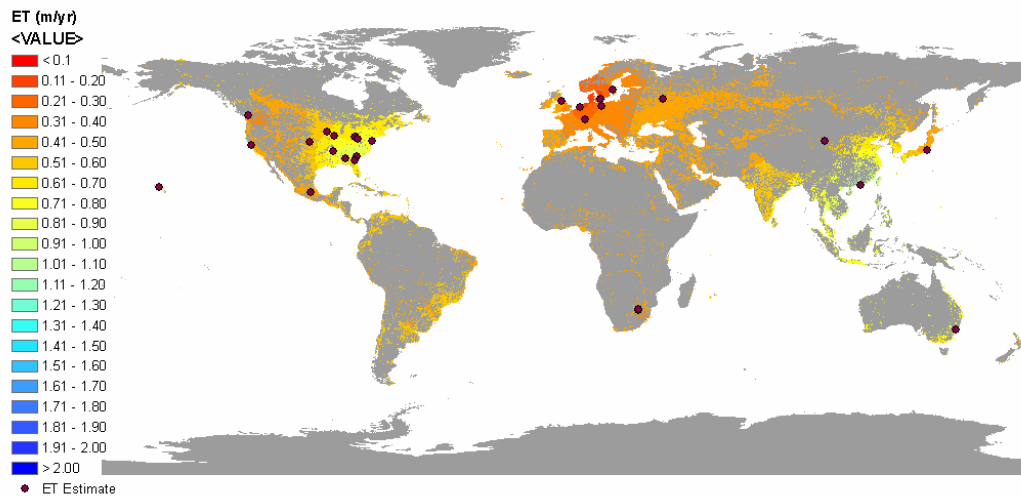 ET (m/yr)
<VALUE>
< 0.1
0.11 - 0.20
0.21 - 0.30
0.31 - 0.40
0.41 - 0.50
0.51 - 0.60
0.61 - 0.70
0.71 - 0.80
0.81 - 0.90
0.91 - 1.00
1.01 - 1.10
1.11 - 1.20
1.21 - 1.30
1.31 - 1.40
1.41 - 1.50
1.51 - 1.60
1.61 - 1.70
1.71 - 1.80
1.81 - 1.90
1.91 - 2.00
> 2.00
ET Estimate